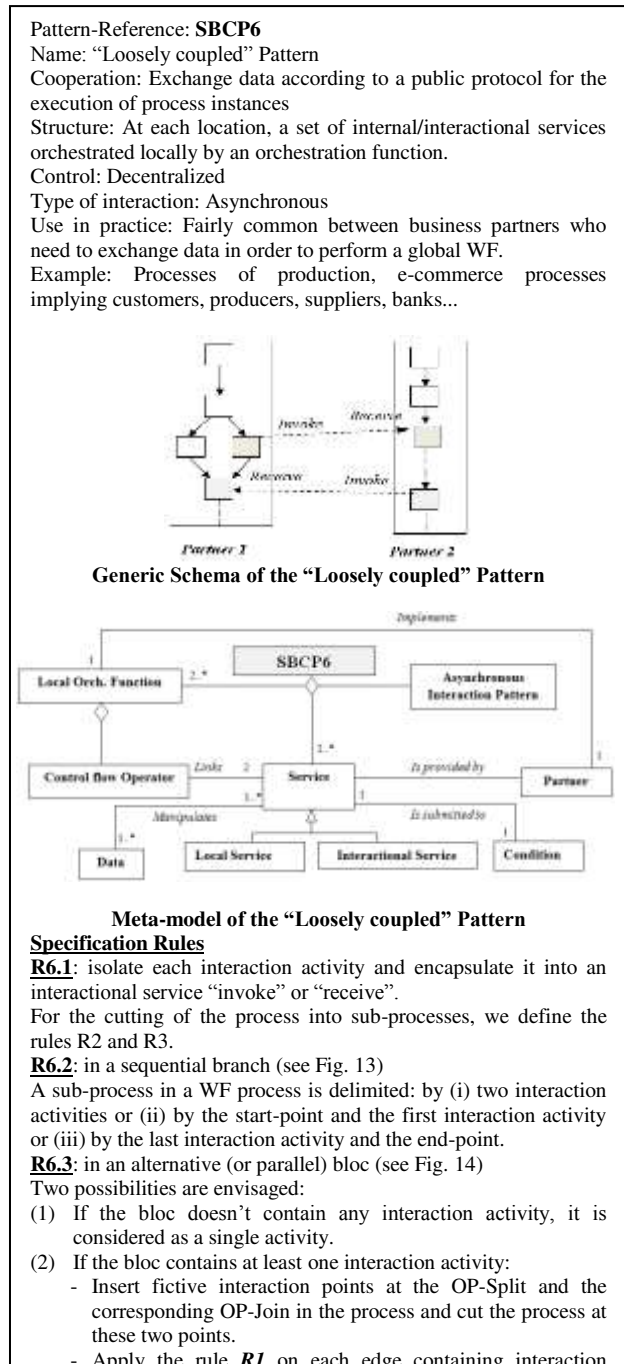 Pattern-Reference: SBCP6
Name: “Loosely coupled” Pattern
Cooperation: Exchange data according to a public protocol for the
execution of process instances
Structure: At each location, a set of internal/interactional services
orchestrated locally by an orchestration function.
Control: Decentralized
Type of interaction: Asynchronous
Use in practice: Fairly common between business partners who
need to exchange data in order to perform a global WF.
Example: Processes of production, e-commerce processes
implying customers, producers, suppliers, banks...
Invoke
Receive
Receive
Invoke
Partner 1
Partner 2
Generic Schema of the “Loosely coupled” Pattern
Implements
1
Local Orch. Function
2..*
SBCP6
Asynchronous
Interaction Pattern
2..*
1
Control flow Operator
Links
2
Service
Is provided by
Partner
1..*
1
Manipulates
Is submitted to
1..*
1
Data
Local Service
Interactional Service
Condition
Meta-model of the “Loosely coupled” Pattern
Specification Rules
R6.1: isolate each interaction activity and encapsulate it into an
interactional service “invoke” or “receive”.
For the cutting of the process into sub-processes, we define the
rules R2 and R3.
R6.2: in a sequential branch (see Fig. 13)
A sub-process in a WF process is delimited: by (i) two interaction
activities or (ii) by the start-point and the first interaction activity
or (iii) by the last interaction activity and the end-point.
R6.3: in an alternative (or parallel) bloc (see Fig. 14)
Two possibilities are envisaged:
(1) If the bloc doesn’t contain any interaction activity, it is
considered as a single activity.
(2) If the bloc contains at least one interaction activity:
- Insert fictive interaction points at the OP-Split and the
corresponding OP-Join in the process and cut the process at
these two points.
- Apply the rule R1 on each edge containing interaction